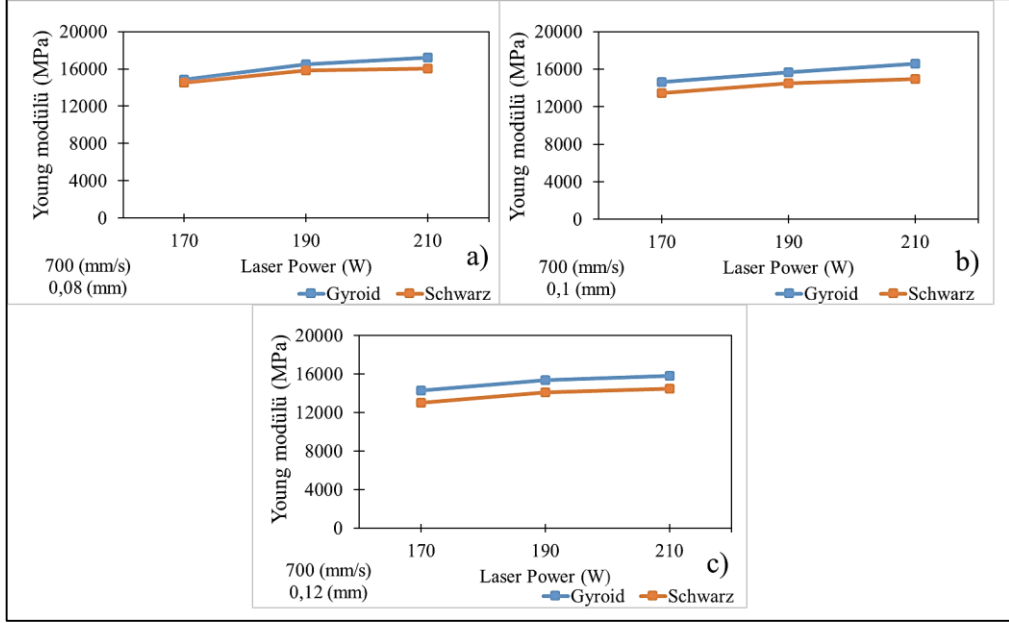 20000
16000
12000
8000
4000
0
Young modülü (MPa)
170 190 210
Laser Power (W)
700 (mm/s)
0,08 (mm)
a)
Gyroid Schwarz
20000
16000
12000
8000
4000
0
Young modülü (MPa)
170 190 210
Laser Power (W)
700 (mm/s)
0,1 (mm)
b)
Gyroid Schwarz
20000
16000
12000
8000
4000
0
Young modülü (MPa)
170 190 210
Laser Power (W)
700 (mm/s)
0,12 (mm)
c)
Gyroid Schwarz